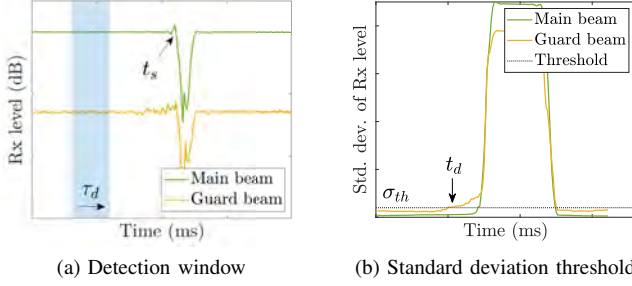 Rx level (dB)
t_s
τ_d
Main beam
Guard beam
Time (ms)
(a) Detection window
Std. dev. of Rx level
Main beam
Guard beam
Threshold
t_d
σ_th
Time (ms)
(b) Standard deviation threshold